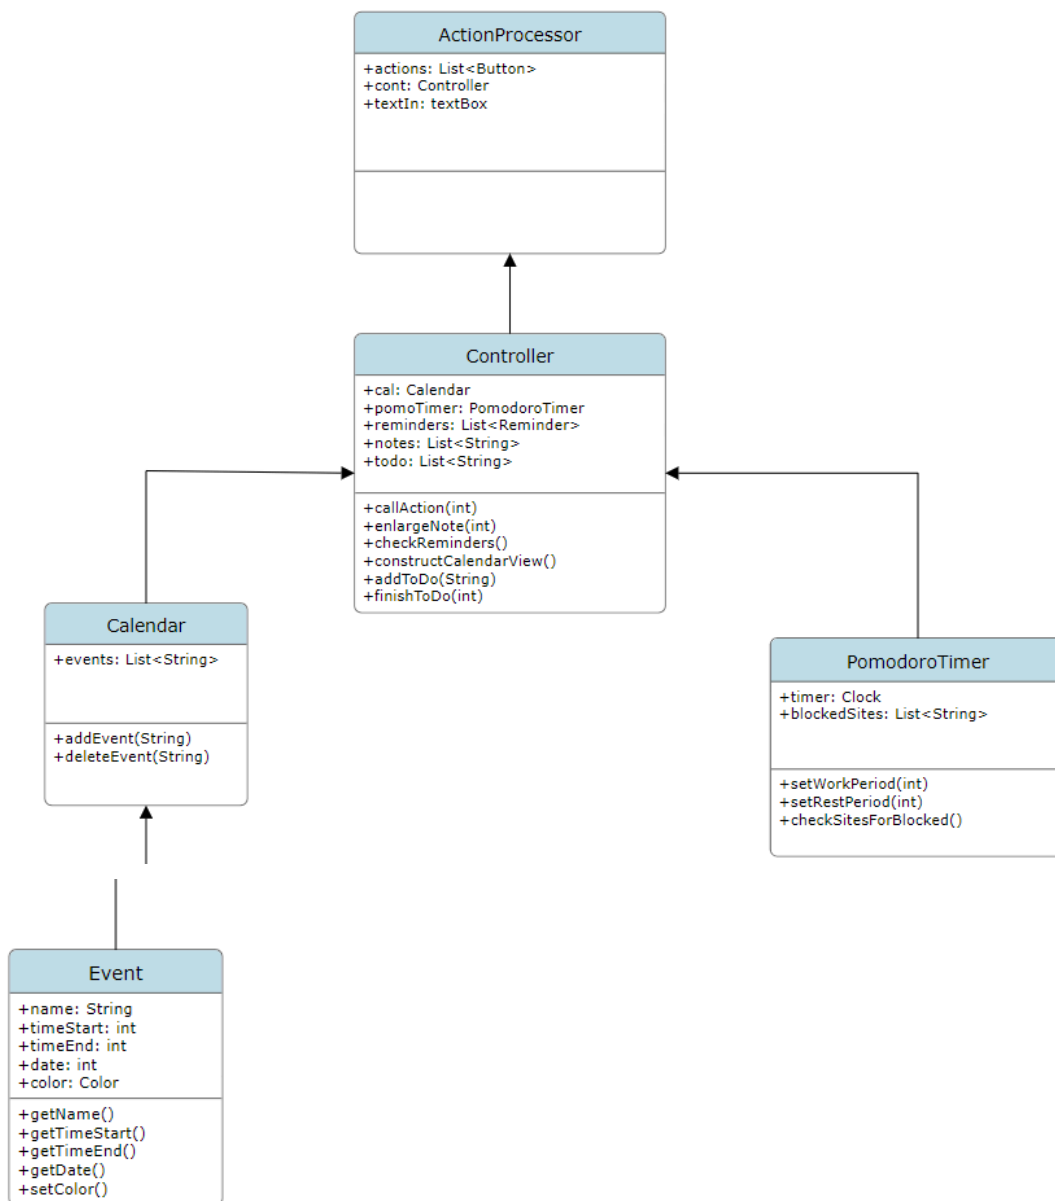 ActionProcessor
+actions: List<Button>
+cont: Controller
+textIn: textBox
Controller
+cal: Calendar
+pomoTimer: PomodoroTimer
+reminders: List<Reminder>
+notes: List<String>
+todo: List<String>
+callAction(int)
+enlargeNote(int)
+checkReminders()
+constructCalendarView()
+addToDo(String)
+finishToDo(int)
Calendar
+events: List<String>
+addEvent(String)
+deleteEvent(String)
PomodoroTimer
+timer: Clock
+blockedSites: List<String>
+setWorkPeriod(int)
+setRestPeriod(int)
+checkSitesForBlocked()
Event
+name: String
+timeStart: int
+timeEnd: int
+date: int
+color: Color
+getName()
+getTimeStart()
+getTimeEnd()
+getDate()
+setColor()